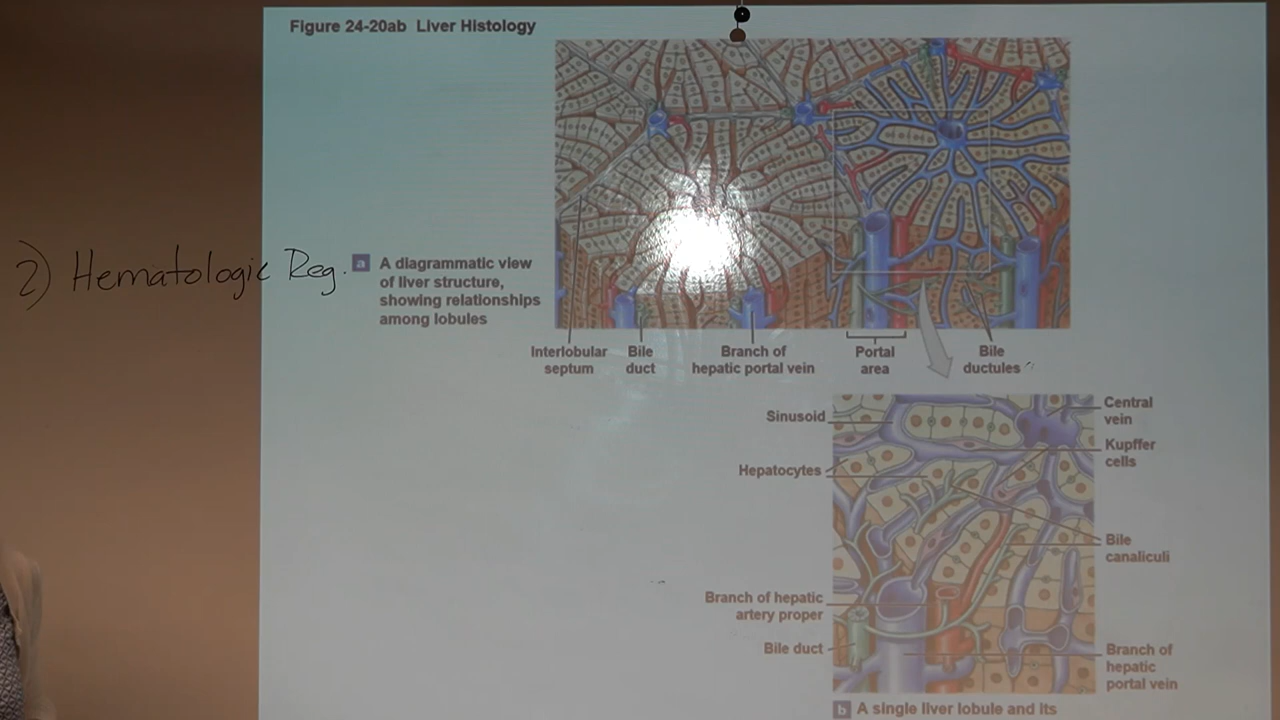 Figure 24-20ab Liver Histology
2) Hematologic Reg.
a A diagrammatic view
of liver structure,
showing relationships
among lobules
Interlobular
septum
Bile
duct
Branch of
hepatic portal vein
Portal
area
Bile
ductules
Sinusoid
Hepatocytes
Branch of hepatic
artery proper
Bile duct
Central
vein
Kupffer
cells
Bile
canaliculi
Branch of
hepatic
portal vein
b A single liver lobule and its